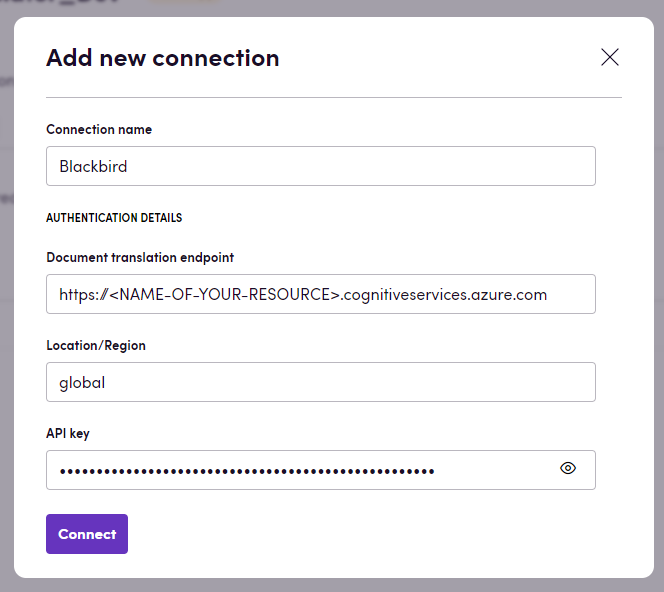 Add new connection
Connection name
Blackbird
AUTHENTICATION DETAILS
Document translation endpoint
https://<NAME-OF-YOUR-RESOURCE>.cognitiveservices.azure.com
Location/Region
global
API key
••••••••••••••••••••••••••••••••••••••••••••••••••••
Connect